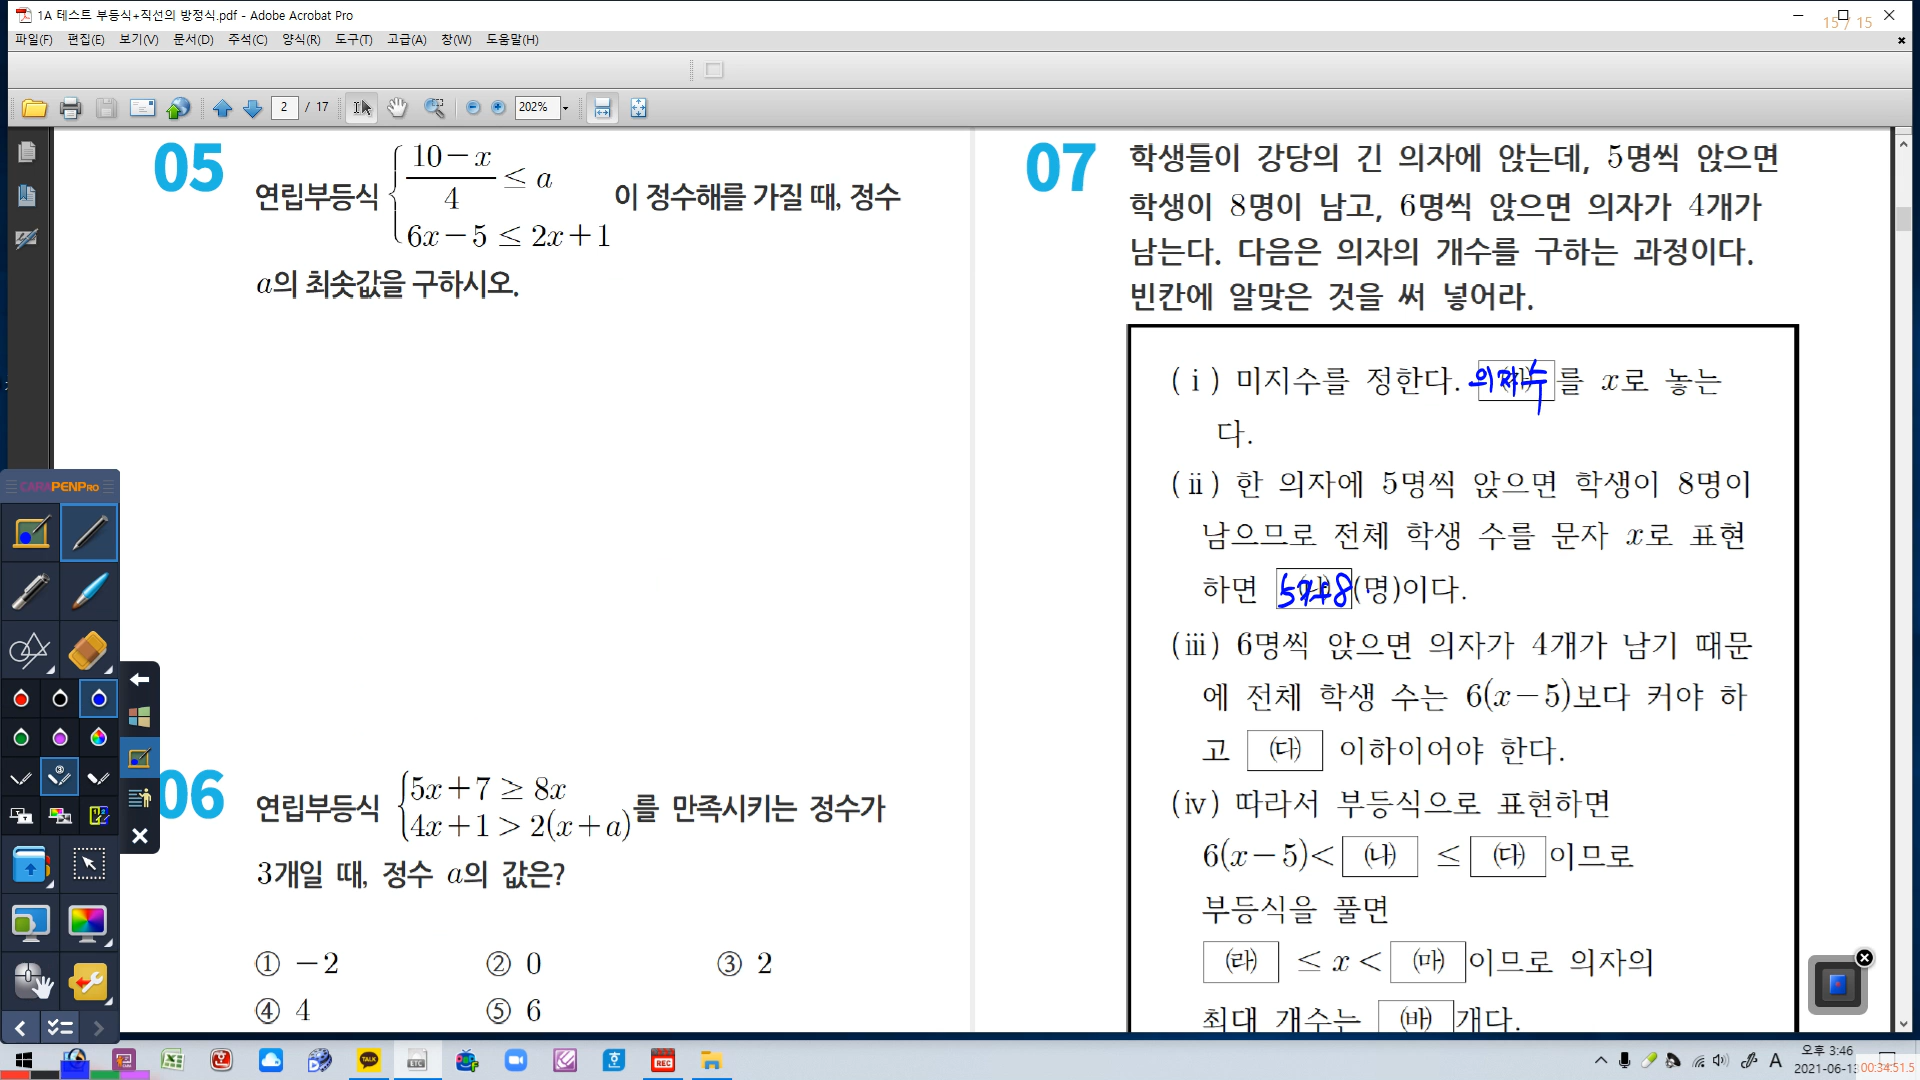 1A 테스트 부등식+직선의 방정식.pdf - Adobe Acrobat Pro
15 / 15
파일(F) 편집(E) 보기(V) 문서(D) 주석(C) 양식(R) 도구(T) 고급(A) 창(W) 도움말(H)
2 / 17 202%
05
연립부등식 { (10-x)/4 ≤ a
6x-5 ≤ 2x+1 이 정수해를 가질 때, 정수
a의 최솟값을 구하시오.
CARAPENPRO
③
06
연립부등식 { 5x+7 ≥ 8x
4x+1 > 2(x+a) 를 만족시키는 정수가
3개일 때, 정수 a의 값은?
① -2 ② 0 ③ 2
④ 4 ⑤ 6
07
학생들이 강당의 긴 의자에 앉는데, 5명씩 앉으면
학생이 8명이 남고, 6명씩 앉으면 의자가 4개가
남는다. 다음은 의자의 개수를 구하는 과정이다.
빈칸에 알맞은 것을 써 넣어라.
(ⅰ) 미지수를 정한다. 의자수 를 x로 놓는
다.
(ⅱ) 한 의자에 5명씩 앉으면 학생이 8명이
남으므로 전체 학생 수를 문자 x로 표현
하면 5x+8 (명)이다.
(ⅲ) 6명씩 앉으면 의자가 4개가 남기 때문
에 전체 학생 수는 6(x-5)보다 커야 하
고 (다) 이하이어야 한다.
(ⅳ) 따라서 부등식으로 표현하면
6(x-5)< (나) ≤ (다) 이므로
부등식을 풀면
(라) ≤ x < (마) 이므로 의자의
최대 개수는 (바) 개다.
TALK
ETC
REC
A
오후 3:46
2021-06-13
00:34:51.5